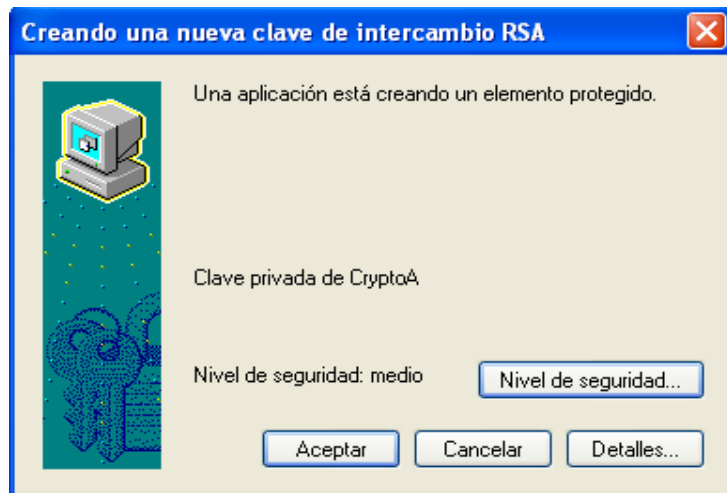 Creando una nueva clave de intercambio RSA
Una aplicación está creando un elemento protegido.
Clave privada de CryptoA
Nivel de seguridad: medio
Nivel de seguridad...
Aceptar
Cancelar
Detalles...